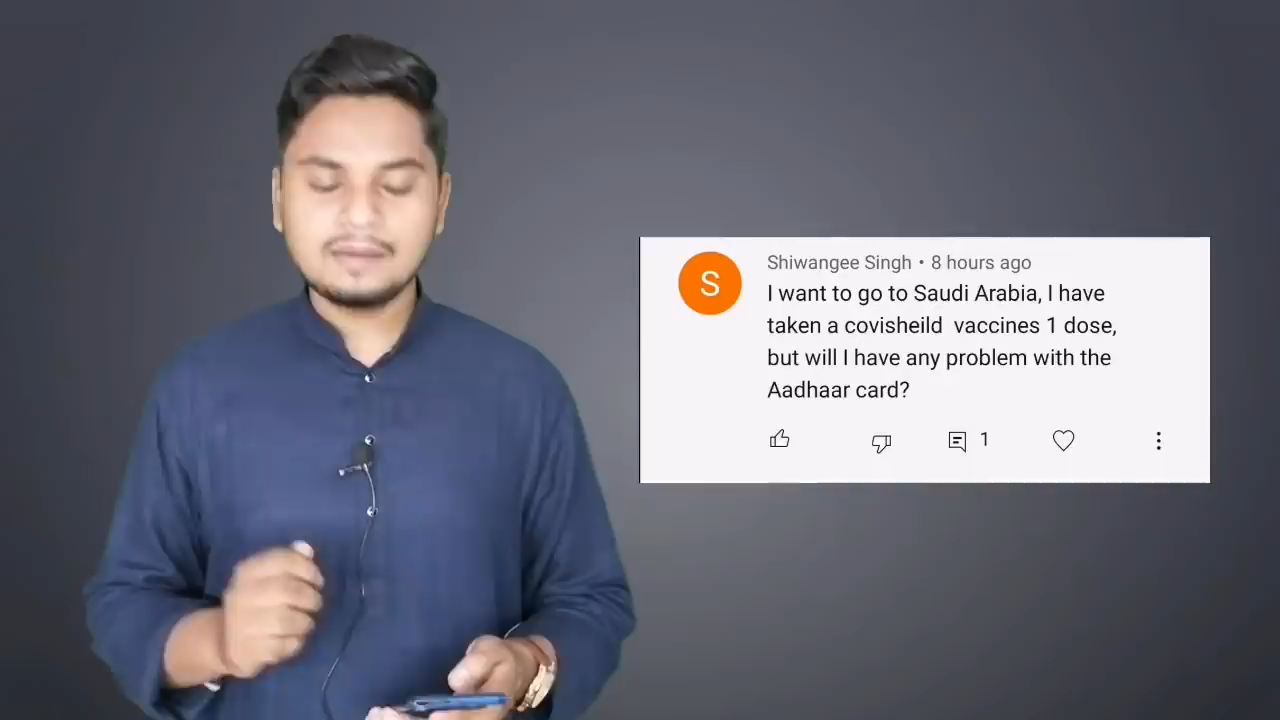 S
Shiwangee Singh • 8 hours ago
I want to go to Saudi Arabia, I have
taken a covisheild vaccines 1 dose,
but will I have any problem with the
Aadhaar card?
1